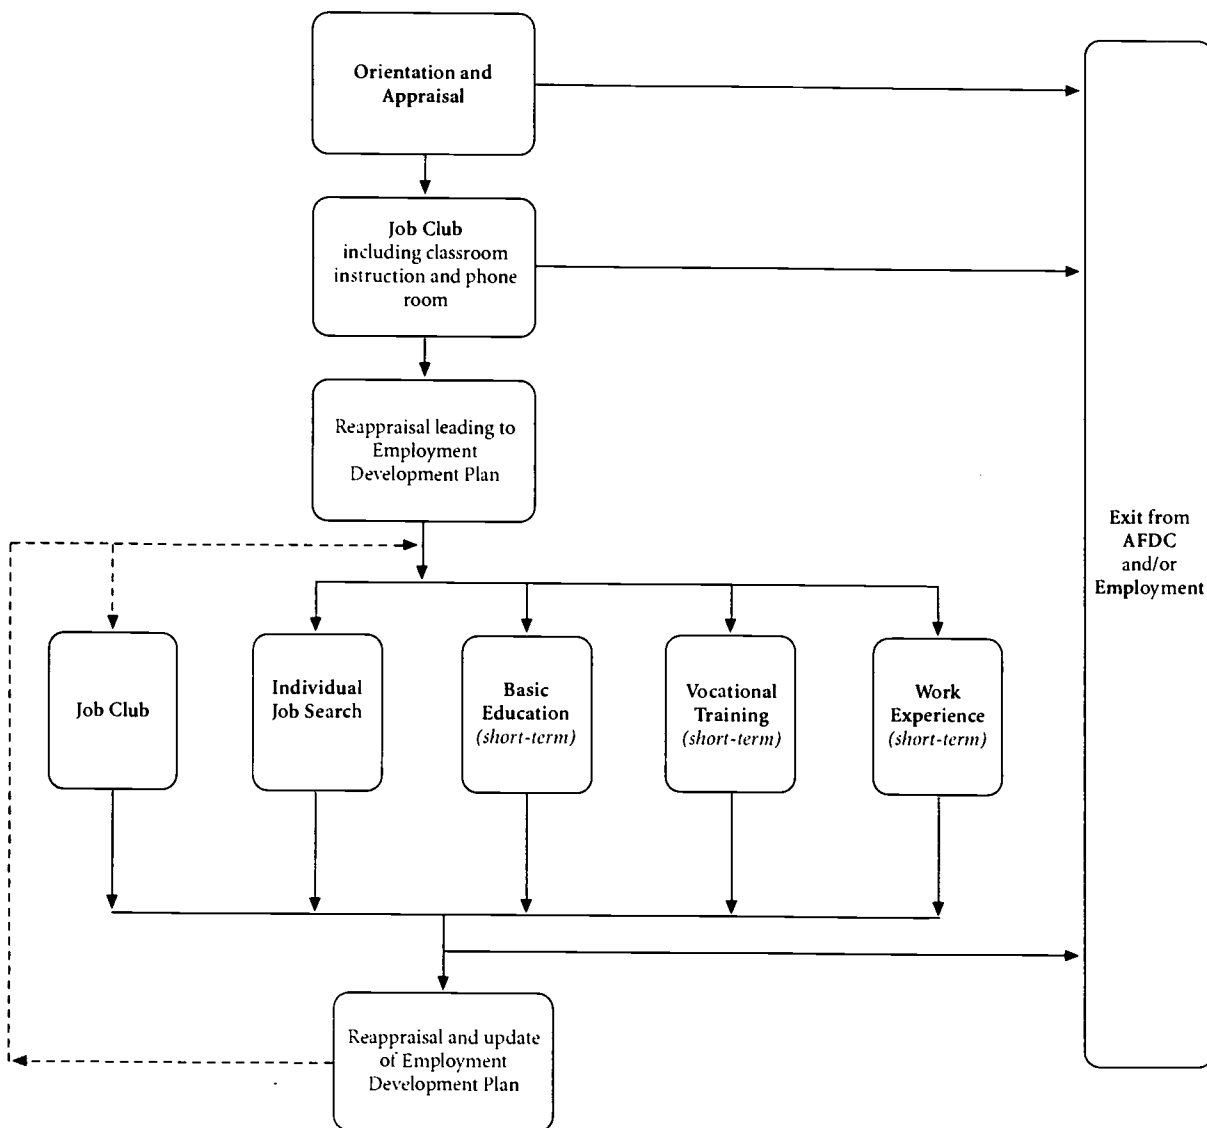 Orientation and
Appraisal
Job Club
including classroom
instruction and phone
room
Reappraisal leading to
Employment
Development Plan
Exit from
AFDC
and/or
Employment
Job Club
Individual
Job Search
Basic
Education
(short-term)
Vocational
Training
(short-term)
Work
Experience
(short-term)
Reappraisal and update
of Employment
Development Plan